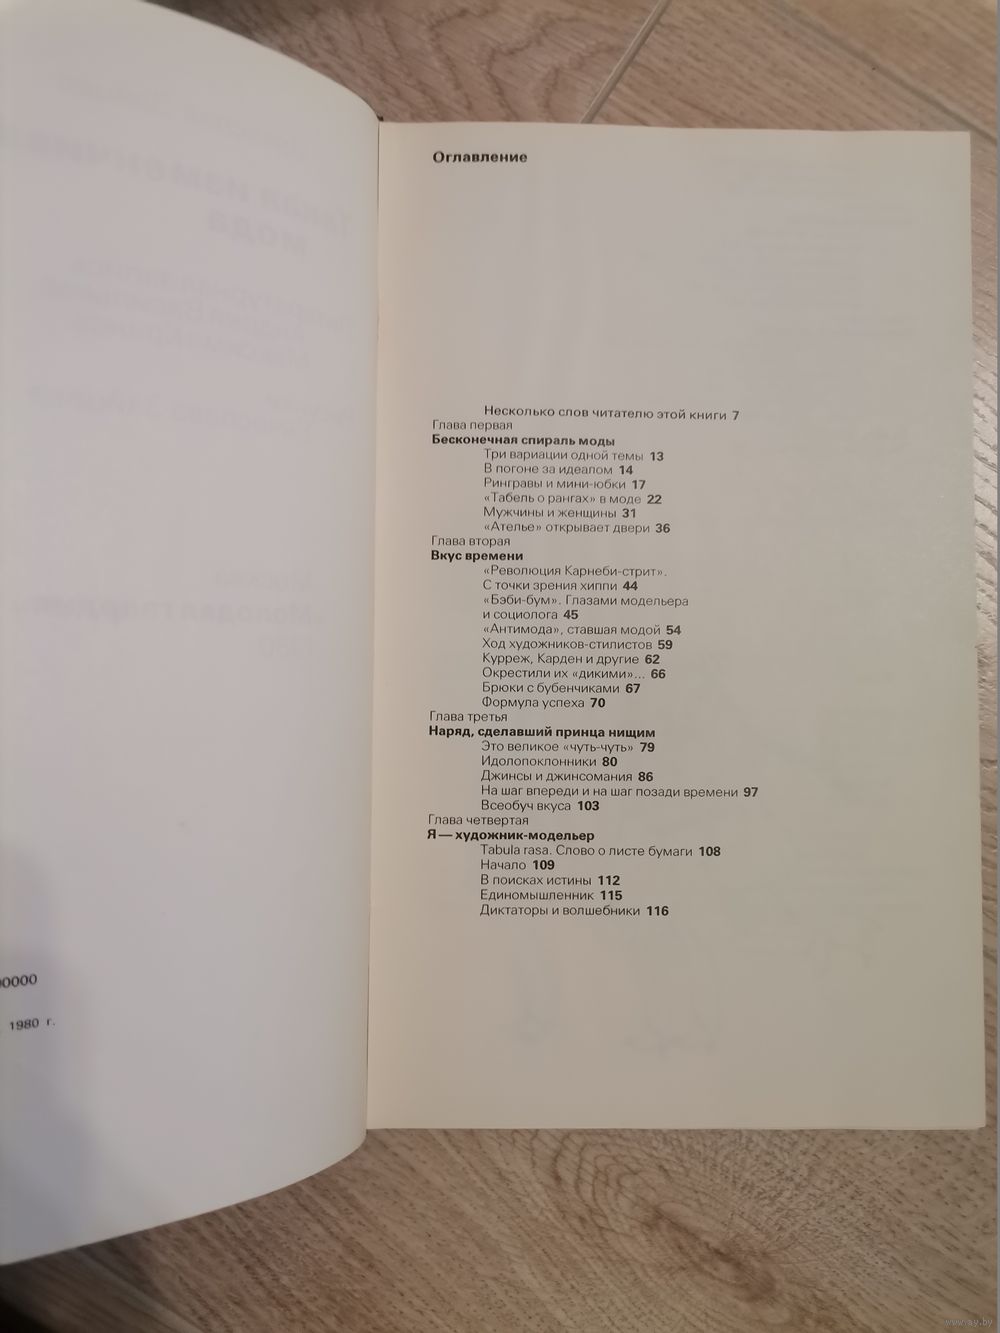 Оглавление
Несколько слов читателю этой книги 7
Глава первая
Бесконечная спираль моды
Три вариации одной темы 13
В погоне за идеалом 14
Рингравы и мини-юбки 17
«Табель о рангах» в моде 22
Мужчины и женщины 31
«Ателье» открывает двери 36
Глава вторая
Вкус времени
«Революция Карнеби-стрит».
С точки зрения хиппи 44
«Бэби-бум». Глазами модельера
и социолога 45
«Антимода», ставшая модой 54
Ход художников-стилистов 59
Курреж, Карден и другие 62
Окрестили их «дикими»... 66
Брюки с бубенчиками 67
Формула успеха 70
Глава третья
Наряд, сделавший принца нищим
Это великое «чуть-чуть» 79
Идолопоклонники 80
Джинсы и джинсомания 86
На шаг впереди и на шаг позади времени 97
Всеобуч вкуса 103
Глава четвертая
Я — художник-модельер
Tabula rasa. Слово о листе бумаги 108
Начало 109
В поисках истины 112
Единомышленник 115
Диктаторы и волшебники 116
00000
1980 г.
www.ay.by